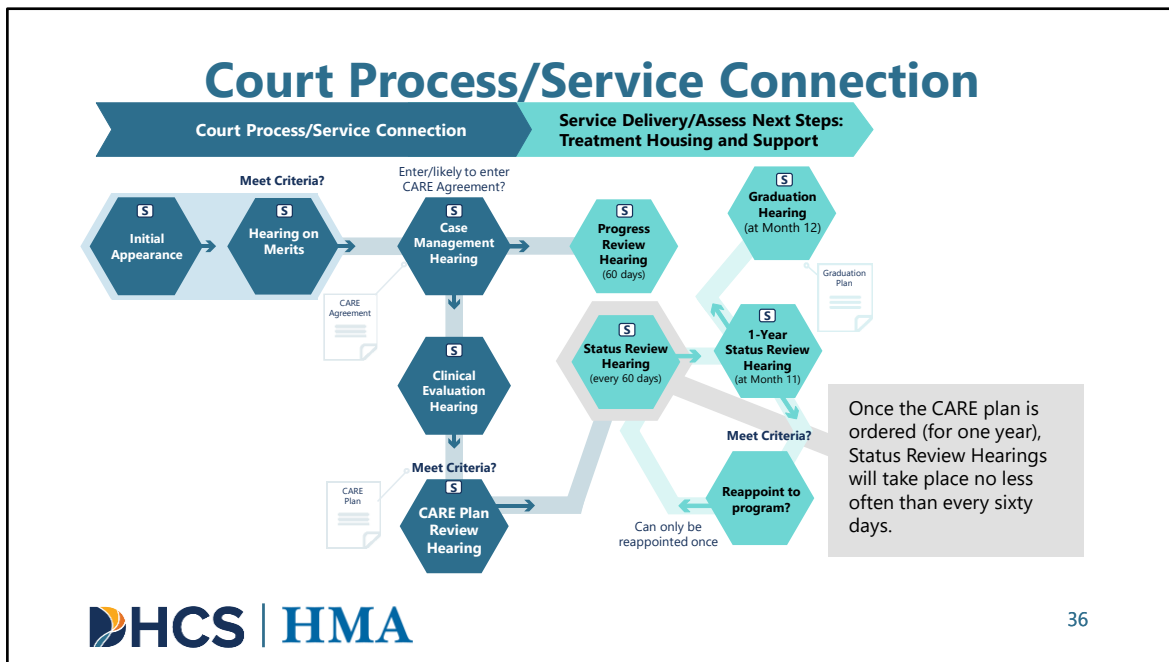 Court Process/Service Connection
Court Process/Service Connection
Service Delivery/Assess Next Steps:
Treatment Housing and Support
Meet Criteria?
Enter/likely to enter
CARE Agreement?
S
Initial
Appearance
S
Hearing on
Merits
S
Case
Management
Hearing
S
Progress
Review
Hearing
(60 days)
S
Graduation
Hearing
(at Month 12)
CARE
Agreement
Graduation
Plan
S
Clinical
Evaluation
Hearing
S
Status Review
Hearing
(every 60 days)
S
1-Year
Status Review
Hearing
(at Month 11)
Meet Criteria?
CARE
Plan
S
CARE Plan
Review
Hearing
Meet Criteria?
Reappoint to
program?
Can only be
reappointed once
Once the CARE plan is
ordered (for one year),
Status Review Hearings
will take place no less
often than every sixty
days.
DHCS
HMA
36